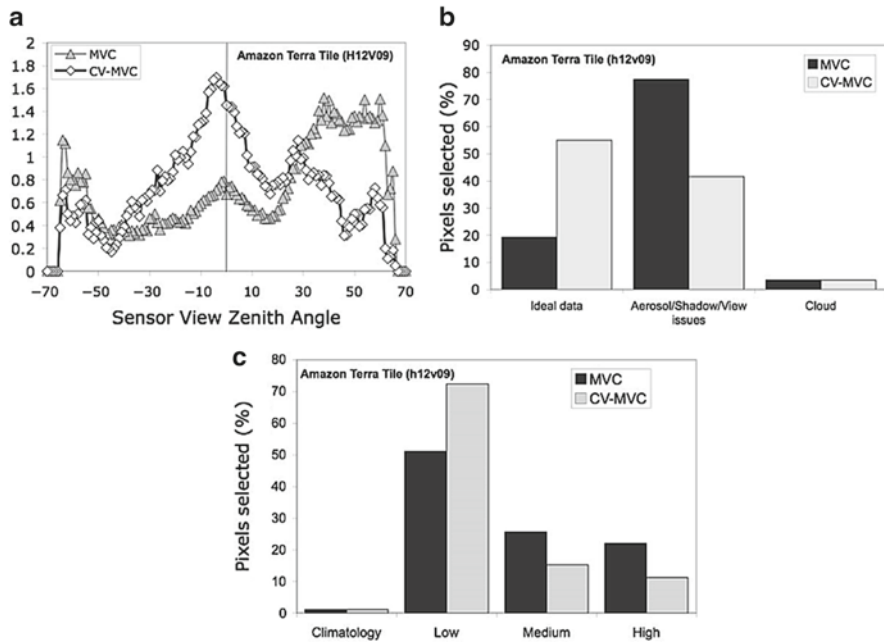 a
2
1.8
1.6
1.4
1.2
1
0.8
0.6
0.4
0.2
0
MVC
CV-MVC
Amazon Terra Tile (H12V09)
−70 −50 −30 −10 10 30 50 70
Sensor View Zenith Angle
b
Pixels selected (%)
90
80
70
60
50
40
30
20
10
0
Amazon Terra Tile (h12v09)
MVC
CV-MVC
Ideal data
Aerosol/Shadow/View
issues
Cloud
c
Pixels selected (%)
80
70
60
50
40
30
20
10
0
Amazon Terra Tile (h12v09)
MVC
CV-MVC
Climatology
Low
Medium
High